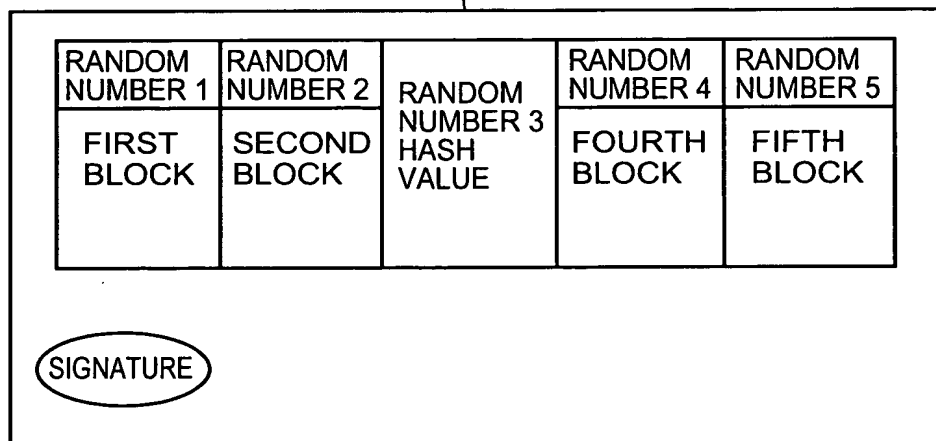 RANDOM
NUMBER 1
FIRST
BLOCK
RANDOM
NUMBER 2
SECOND
BLOCK
RANDOM
NUMBER 3
HASH
VALUE
RANDOM
NUMBER 4
FOURTH
BLOCK
RANDOM
NUMBER 5
FIFTH
BLOCK
SIGNATURE